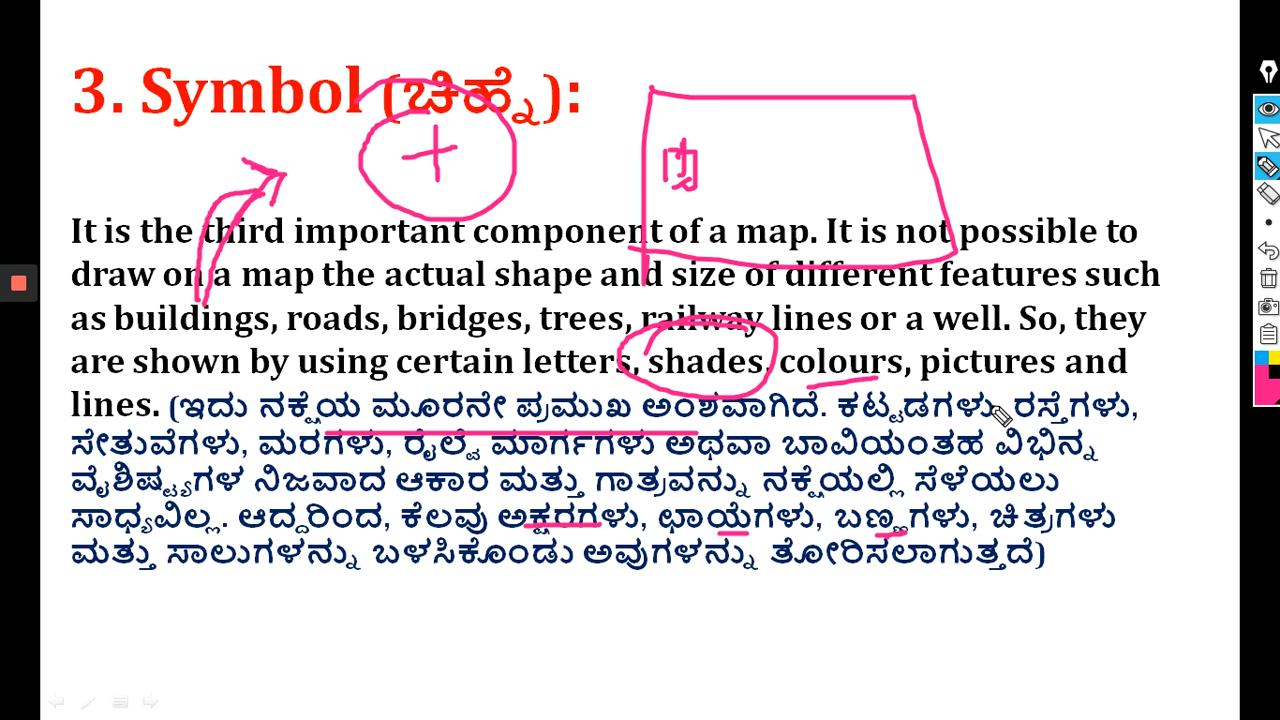 3. Symbol (ಚಿಹ್ನೆ):
It is the third important component of a map. It is not possible to
draw on a map the actual shape and size of different features such
as buildings, roads, bridges, trees, railway lines or a well. So, they
are shown by using certain letters, shades, colours, pictures and
lines. (ಇದು ನಕ್ಷೆಯ ಮೂರನೇ ಪ್ರಮುಖ ಅಂಶವಾಗಿದೆ. ಕಟ್ಟಡಗಳು, ರಸ್ತೆಗಳು,
ಸೇತುವೆಗಳು, ಮರಗಳು, ರೈಲ್ವೆ ಮಾರ್ಗಗಳು ಅಥವಾ ಬಾವಿಯಂತಹ ವಿಭಿನ್ನ
ವೈಶಿಷ್ಟ್ಯಗಳ ನಿಜವಾದ ಆಕಾರ ಮತ್ತು ಗಾತ್ರವನ್ನು ನಕ್ಷೆಯಲ್ಲಿ ಸೆಳೆಯಲು
ಸಾಧ್ಯವಿಲ್ಲ. ಆದ್ದರಿಂದ, ಕೆಲವು ಅಕ್ಷರಗಳು, ಛಾಯೆಗಳು, ಬಣ್ಣಗಳು, ಚಿತ್ರಗಳು
ಮತ್ತು ಸಾಲುಗಳನ್ನು ಬಳಸಿಕೊಂಡು ಅವುಗಳನ್ನು ತೋರಿಸಲಾಗುತ್ತದೆ)